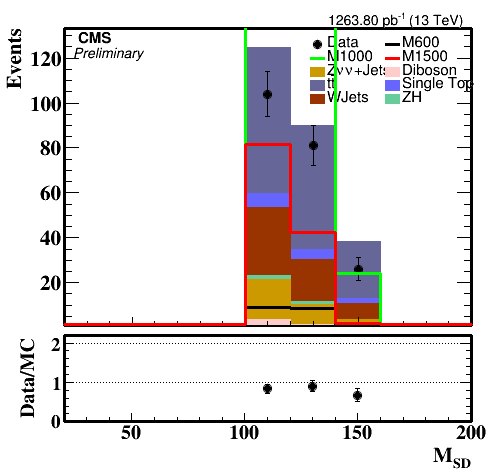 1263.80 pb⁻¹ (13 TeV)
CMS
Preliminary
Data
M600
M1000
M1500
Zνν+Jets
Diboson
tt
Single Top
WJets
ZH
Events
120
100
80
60
40
20
Data/MC
2
1
0
50
100
150
200
M_SD